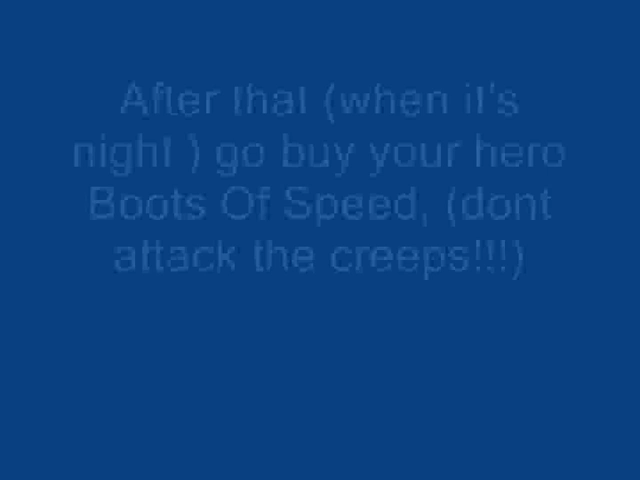 After that (when it's
night ) go buy your hero
Boots Of Speed, (dont
attack the creeps!!!)